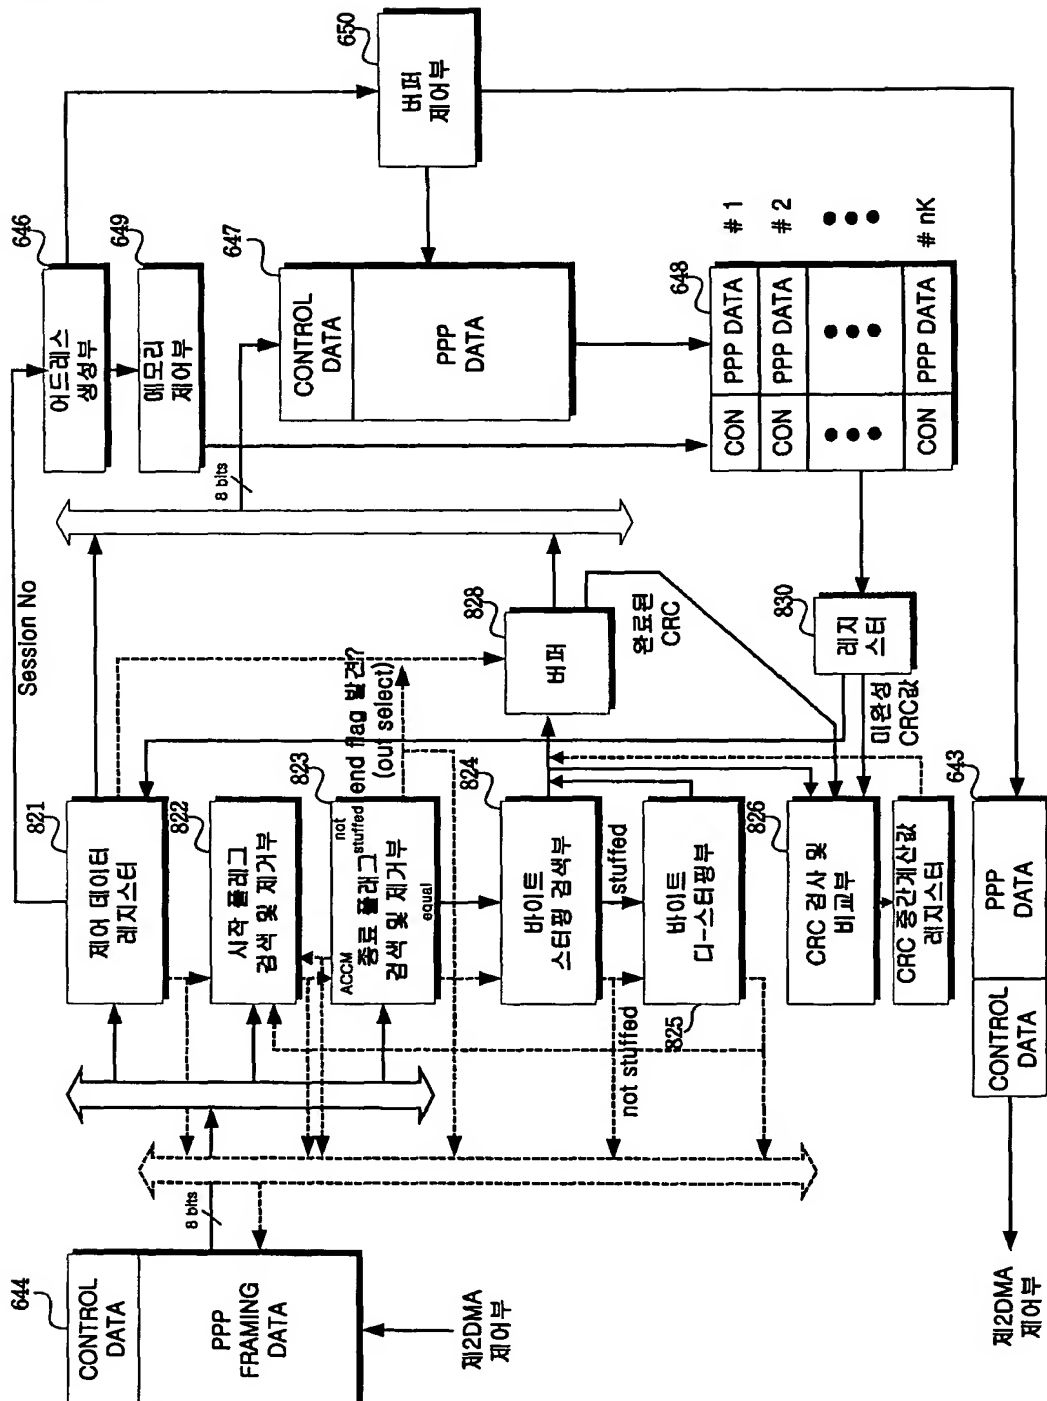 644
CONTROL
DATA
PPP
FRAMING
DATA
제2DMA
제어부
8 bits
Session No
821
제어 데이터
레지스터
822
시작 플래그
검색 및 제거부
823
ACCM
not
stuffed
종료 플래그
검색 및 제거부
equal
end flag 발견?
(out select)
824
바이트
스터핑 검색부
stuffed
not stuffed
825
바이트
디-스터핑부
826
CRC 검사 및
비교부
CRC 중간계산값
레지스터
828
버퍼
완료된
CRC
830
레지
스터
미완성
CRC값
8 bits
646
어드레스
생성부
649
메모리
제어부
647
CONTROL
DATA
PPP
DATA
650
버퍼
제어부
648
CON PPP DATA # 1
CON PPP DATA # 2
CON PPP DATA # nK
643
CONTROL
DATA
PPP
DATA
제2DMA
제어부